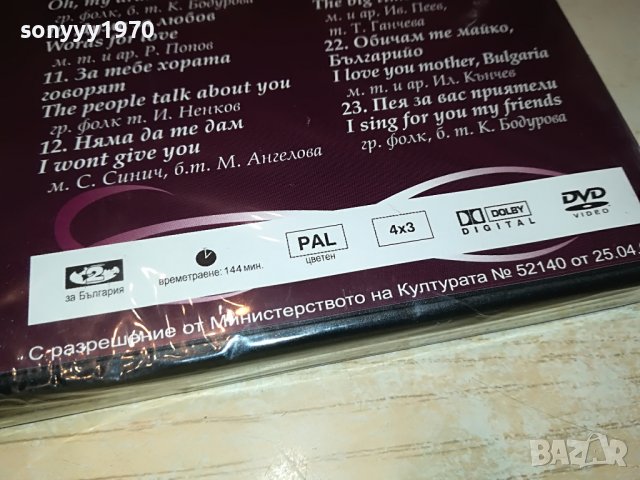 sonyyy1970
гр. фолк, б. т. К. Бодурова
любов
Words for love
м. т. и ар. Р. Попов
11. За тебе хората
говорят
The people talk about you
гр. фолк т. И. Ненков
12. Няма да те дам
I wont give you
м. С. Синич, б.т. М. Ангелова
The big
м. и ар. Ив. Пеев,
т. Т. Ганчева
22. Обичам те майко,
Българийо
I love you mother, Bulgaria
м. т. и ар. Ил. Кънчев
23. Пея за вас приятели
I sing for you my friends
гр. фолк, б. т. К. Бодурова
2
за България
времетраене: 144 мин.
PAL
цветен
4x3
DOLBY
DIGITAL
DVD
VIDEO
С разрешение от Министерството на Културата № 52140 от 25.04.
BAZAR